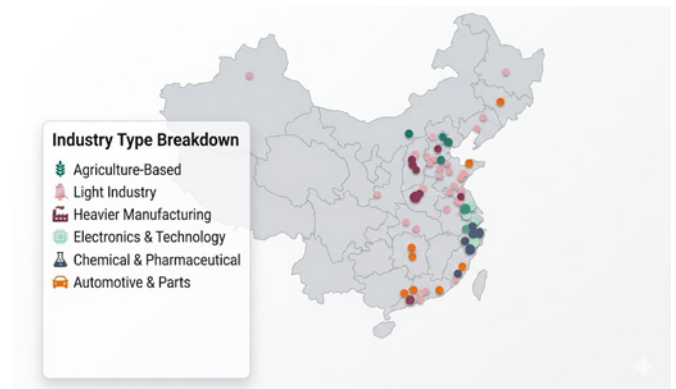 Industry Type Breakdown
Agriculture-Based
Light Industry
Heavier Manufacturing
Electronics & Technology
Chemical & Pharmaceutical
Automotive & Parts